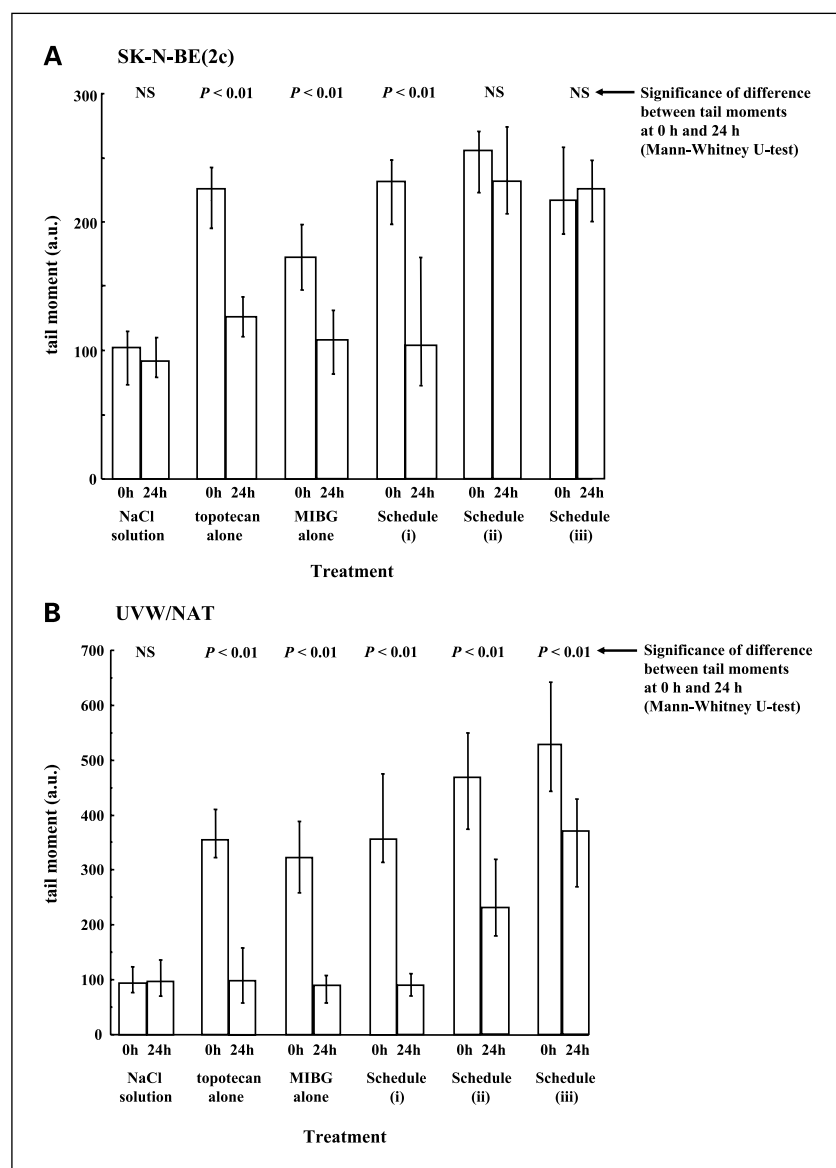 A SK-N-BE(2c)
NS P < 0.01 P < 0.01 P < 0.01 NS NS
Significance of difference
between tail moments
at 0 h and 24 h
(Mann-Whitney U-test)
300
200
100
0
tail moment (a.u.)
0h 24h 0h 24h 0h 24h 0h 24h 0h 24h 0h 24h
NaCl topotecan MIBG Schedule Schedule Schedule
solution alone alone (i) (ii) (iii)
Treatment
B UVW/NAT
NS P < 0.01 P < 0.01 P < 0.01 P < 0.01 P < 0.01
Significance of difference
between tail moments
at 0 h and 24 h
(Mann-Whitney U-test)
700
600
500
400
300
200
100
0
tail moment (a.u.)
0h 24h 0h 24h 0h 24h 0h 24h 0h 24h 0h 24h
NaCl topotecan MIBG Schedule Schedule Schedule
solution alone alone (i) (ii) (iii)
Treatment